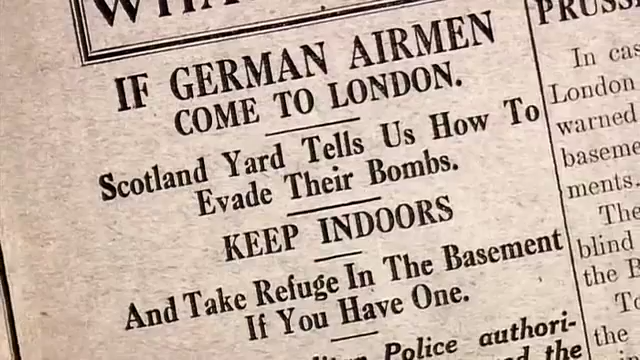 IF GERMAN AIRMEN
COME TO LONDON.
Scotland Yard Tells Us How To
Evade Their Bombs.
KEEP INDOORS
And Take Refuge In The Basement
If You Have One.
Police authori-
the
In cas
London
warned
baseme
ments.
The
blind
the B
To
the